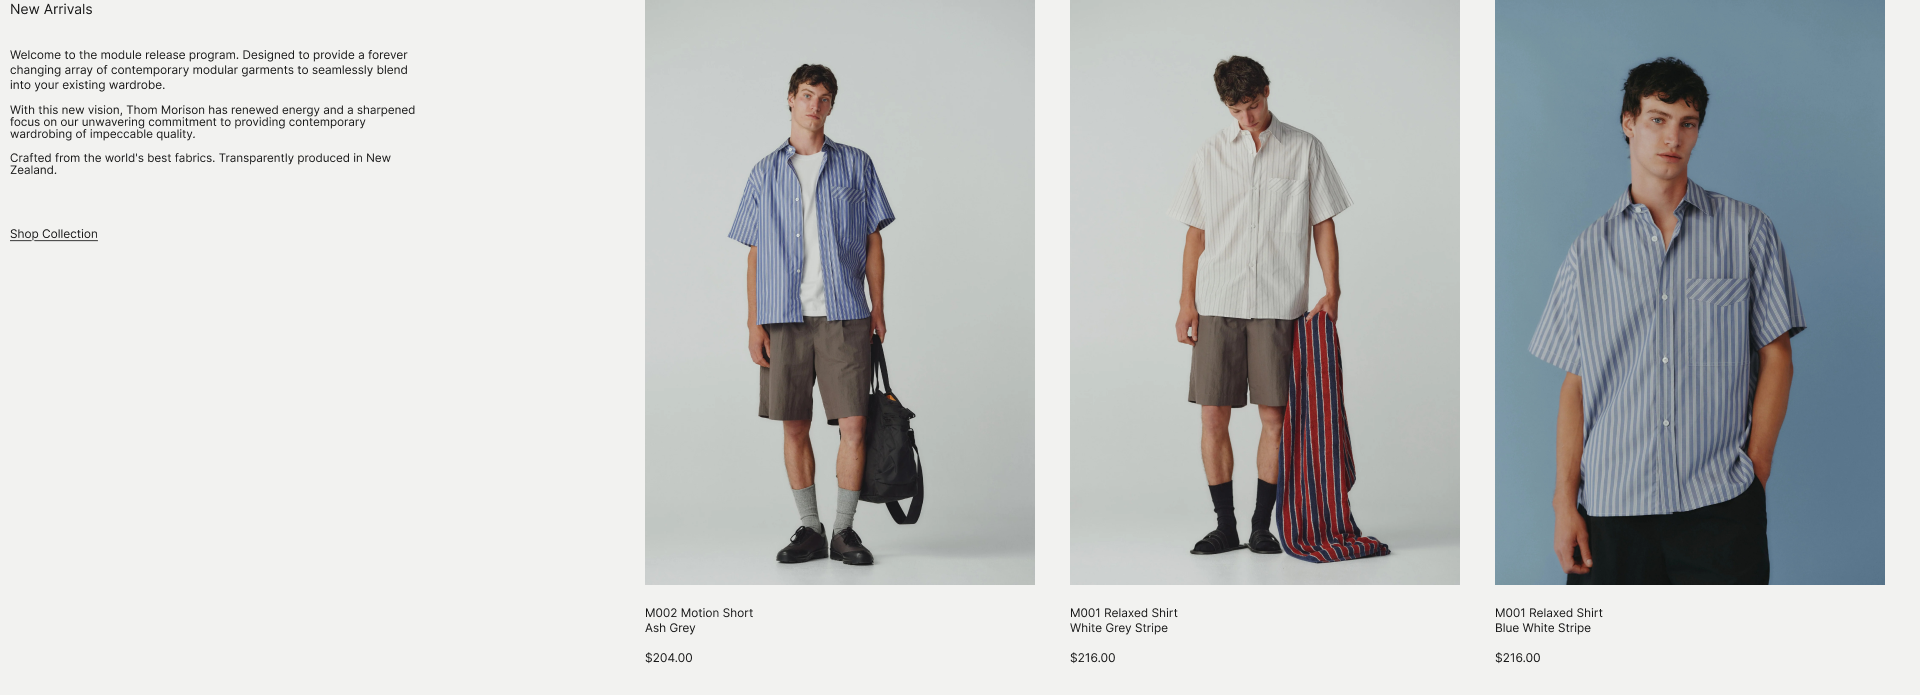 New Arrivals
Welcome to the module release program. Designed to provide a forever
changing array of contemporary modular garments to seamlessly blend
into your existing wardrobe.
With this new vision, Thom Morison has renewed energy and a sharpened
focus on our unwavering commitment to providing contemporary
wardrobing of impeccable quality.
Crafted from the world's best fabrics. Transparently produced in New
Zealand.
Shop Collection
M002 Motion Short
Ash Grey
$204.00
M001 Relaxed Shirt
White Grey Stripe
$216.00
M001 Relaxed Shirt
Blue White Stripe
$216.00